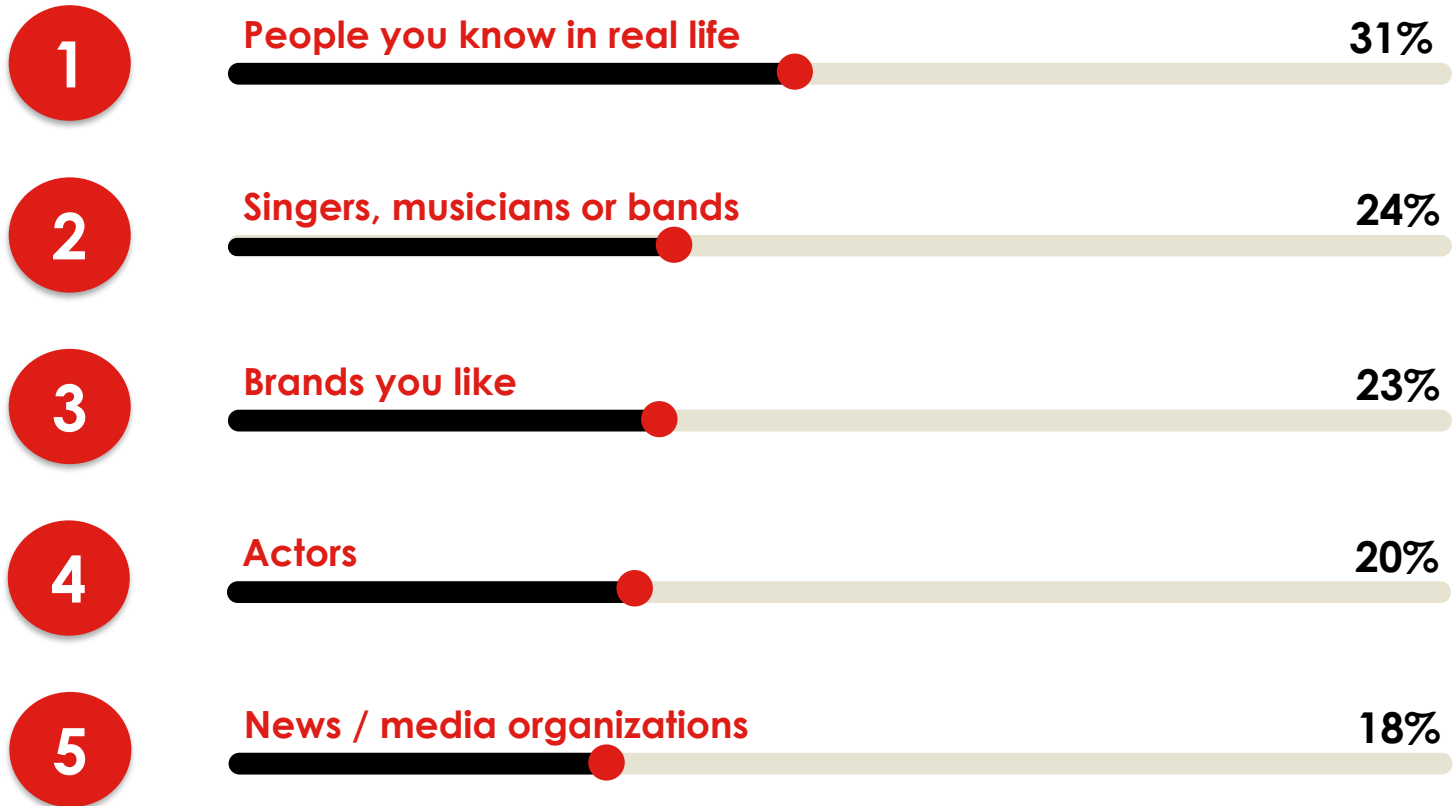 1
People you know in real life
31%
2
Singers, musicians or bands
24%
3
Brands you like
23%
4
Actors
20%
5
News / media organizations
18%